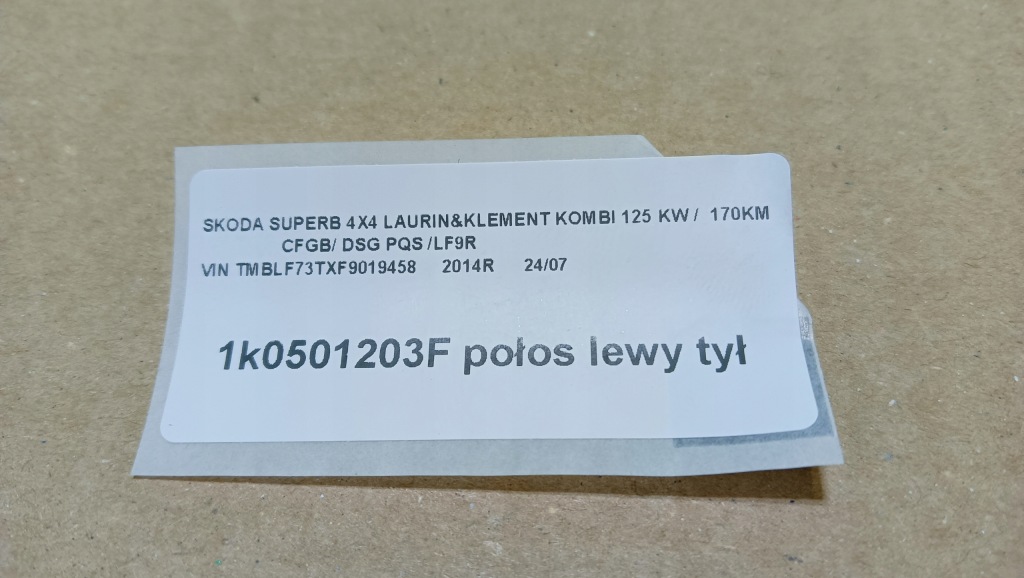 SKODA SUPERB 4X4 LAURIN&KLEMENT KOMBI 125 KW / 170KM
CFGB/ DSG PQS /LF9R
VIN TMBLF73TXF9019458 2014R 24/07
1k0501203F połos lewy tył